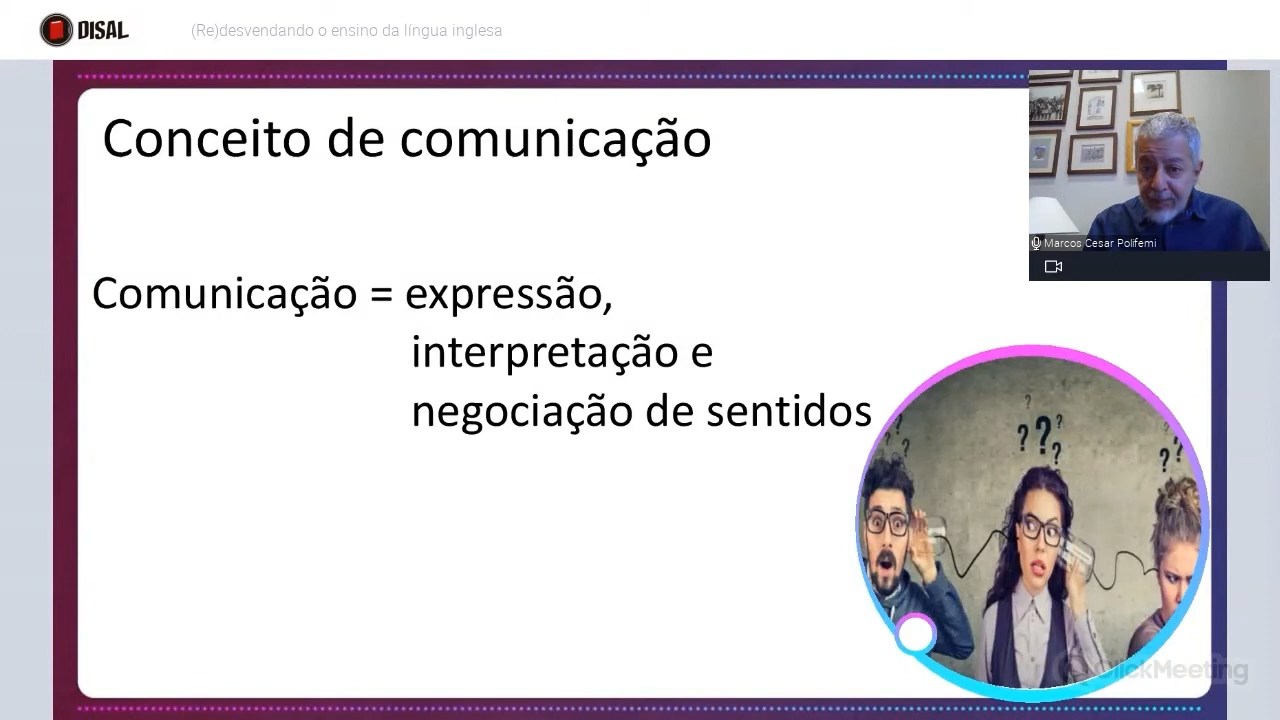 DISAL
(Re)desvendando o ensino da língua inglesa
Conceito de comunicação
Marcos Cesar Polifemi
Comunicação = expressão,
interpretação e
negociação de sentidos
? ? ? ?
ClickMeeting